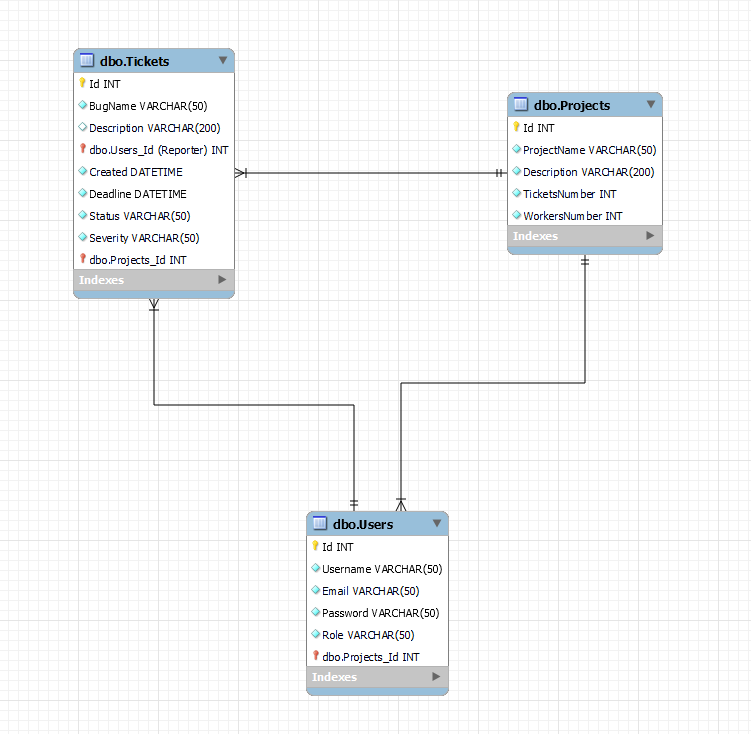 dbo.Tickets
Id INT
BugName VARCHAR(50)
Description VARCHAR(200)
dbo.Users_Id (Reporter) INT
Created DATETIME
Deadline DATETIME
Status VARCHAR(50)
Severity VARCHAR(50)
dbo.Projects_Id INT
Indexes
dbo.Projects
Id INT
ProjectName VARCHAR(50)
Description VARCHAR(200)
TicketsNumber INT
WorkersNumber INT
Indexes
dbo.Users
Id INT
Username VARCHAR(50)
Email VARCHAR(50)
Password VARCHAR(50)
Role VARCHAR(50)
dbo.Projects_Id INT
Indexes